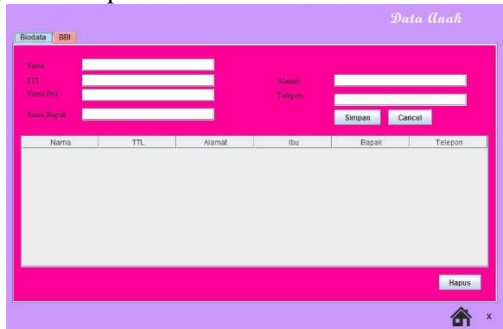 Data Anak
Biodata BBI
Nama
TTL
Nama Ibu
Nama Bapak
Alamat
Telepon
Simpan Cancel
Nama TTL Alamat Ibu Bapak Telepon
Hapus
x